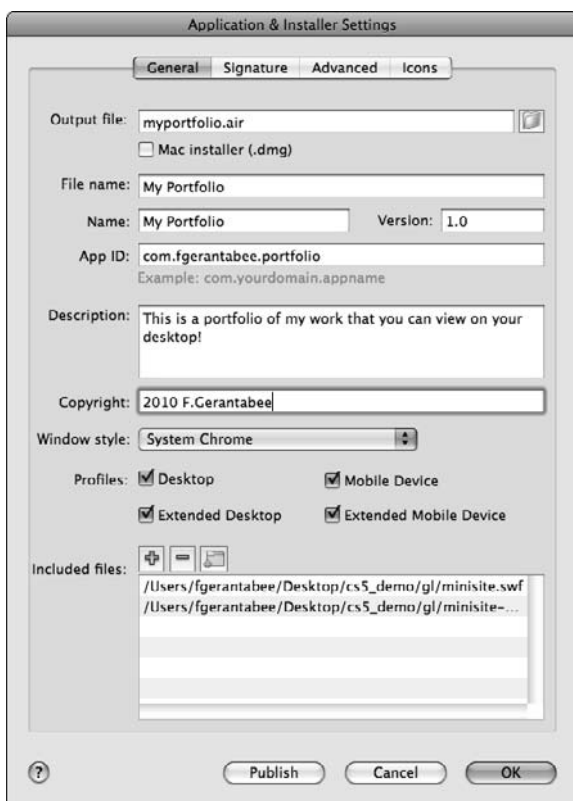 Application & Installer Settings
General Signature Advanced Icons
Output file: myportfolio.air
Mac installer (.dmg)
File name: My Portfolio
Name: My Portfolio Version: 1.0
App ID: com.fgerantabee.portfolio
Example: com.yourdomain.appname
Description: This is a portfolio of my work that you can view on your
desktop!
Copyright: 2010 F.Gerantabee
Window style: System Chrome
Profiles: Desktop Mobile Device
Extended Desktop Extended Mobile Device
Included files:
/Users/fgerantabee/Desktop/cs5_demo/gl/minisite.swf
/Users/fgerantabee/Desktop/cs5_demo/gl/minisite-...
? Publish Cancel OK